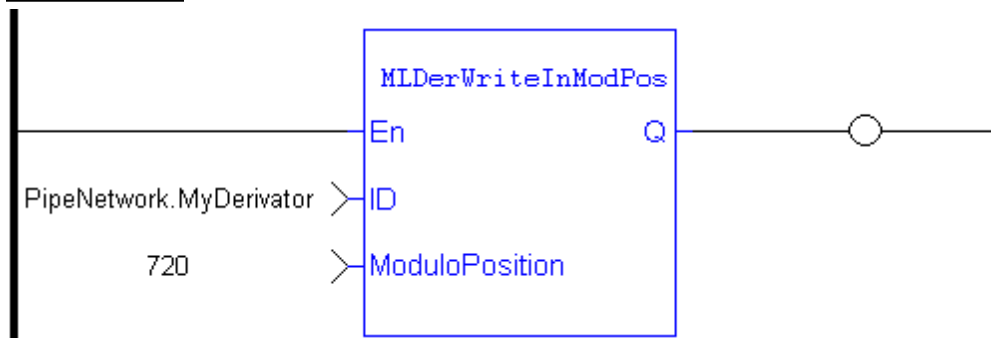 MLDerWriteInModPos
En Q
PipeNetwork.MyDerivator ID
720 ModuloPosition